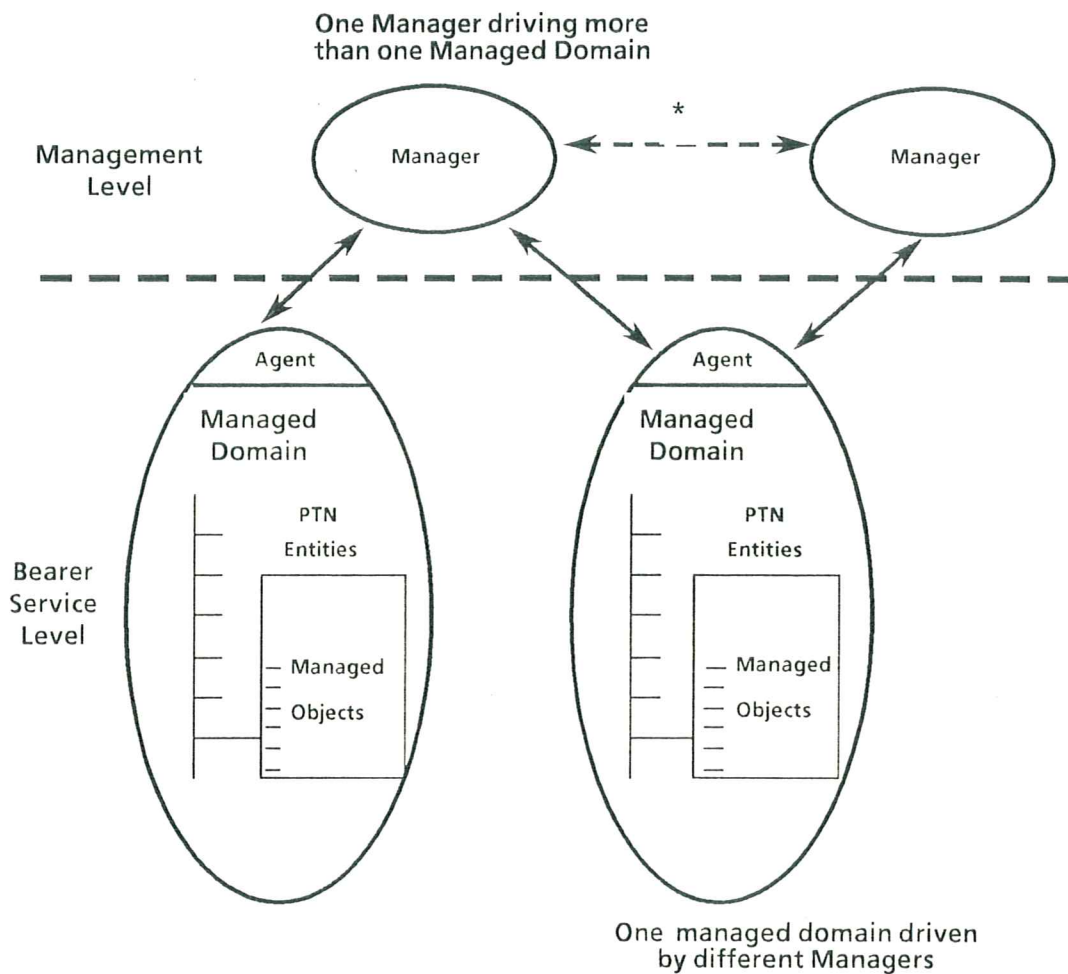 One Manager driving more
than one Managed Domain
*
Management
Level
Manager
Manager
Agent
Agent
Managed
Domain
Managed
Domain
PTN
Entities
PTN
Entities
Bearer
Service
Level
Managed
Objects
Managed
Objects
One managed domain driven
by different Managers